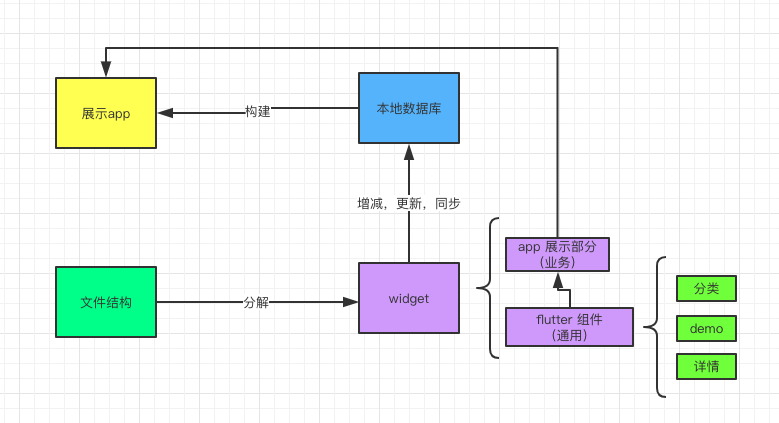 展示app
构建
本地数据库
增减，更新，同步
文件结构
分解
widget
app 展示部分
(业务)
flutter 组件
(通用)
分类
demo
详情